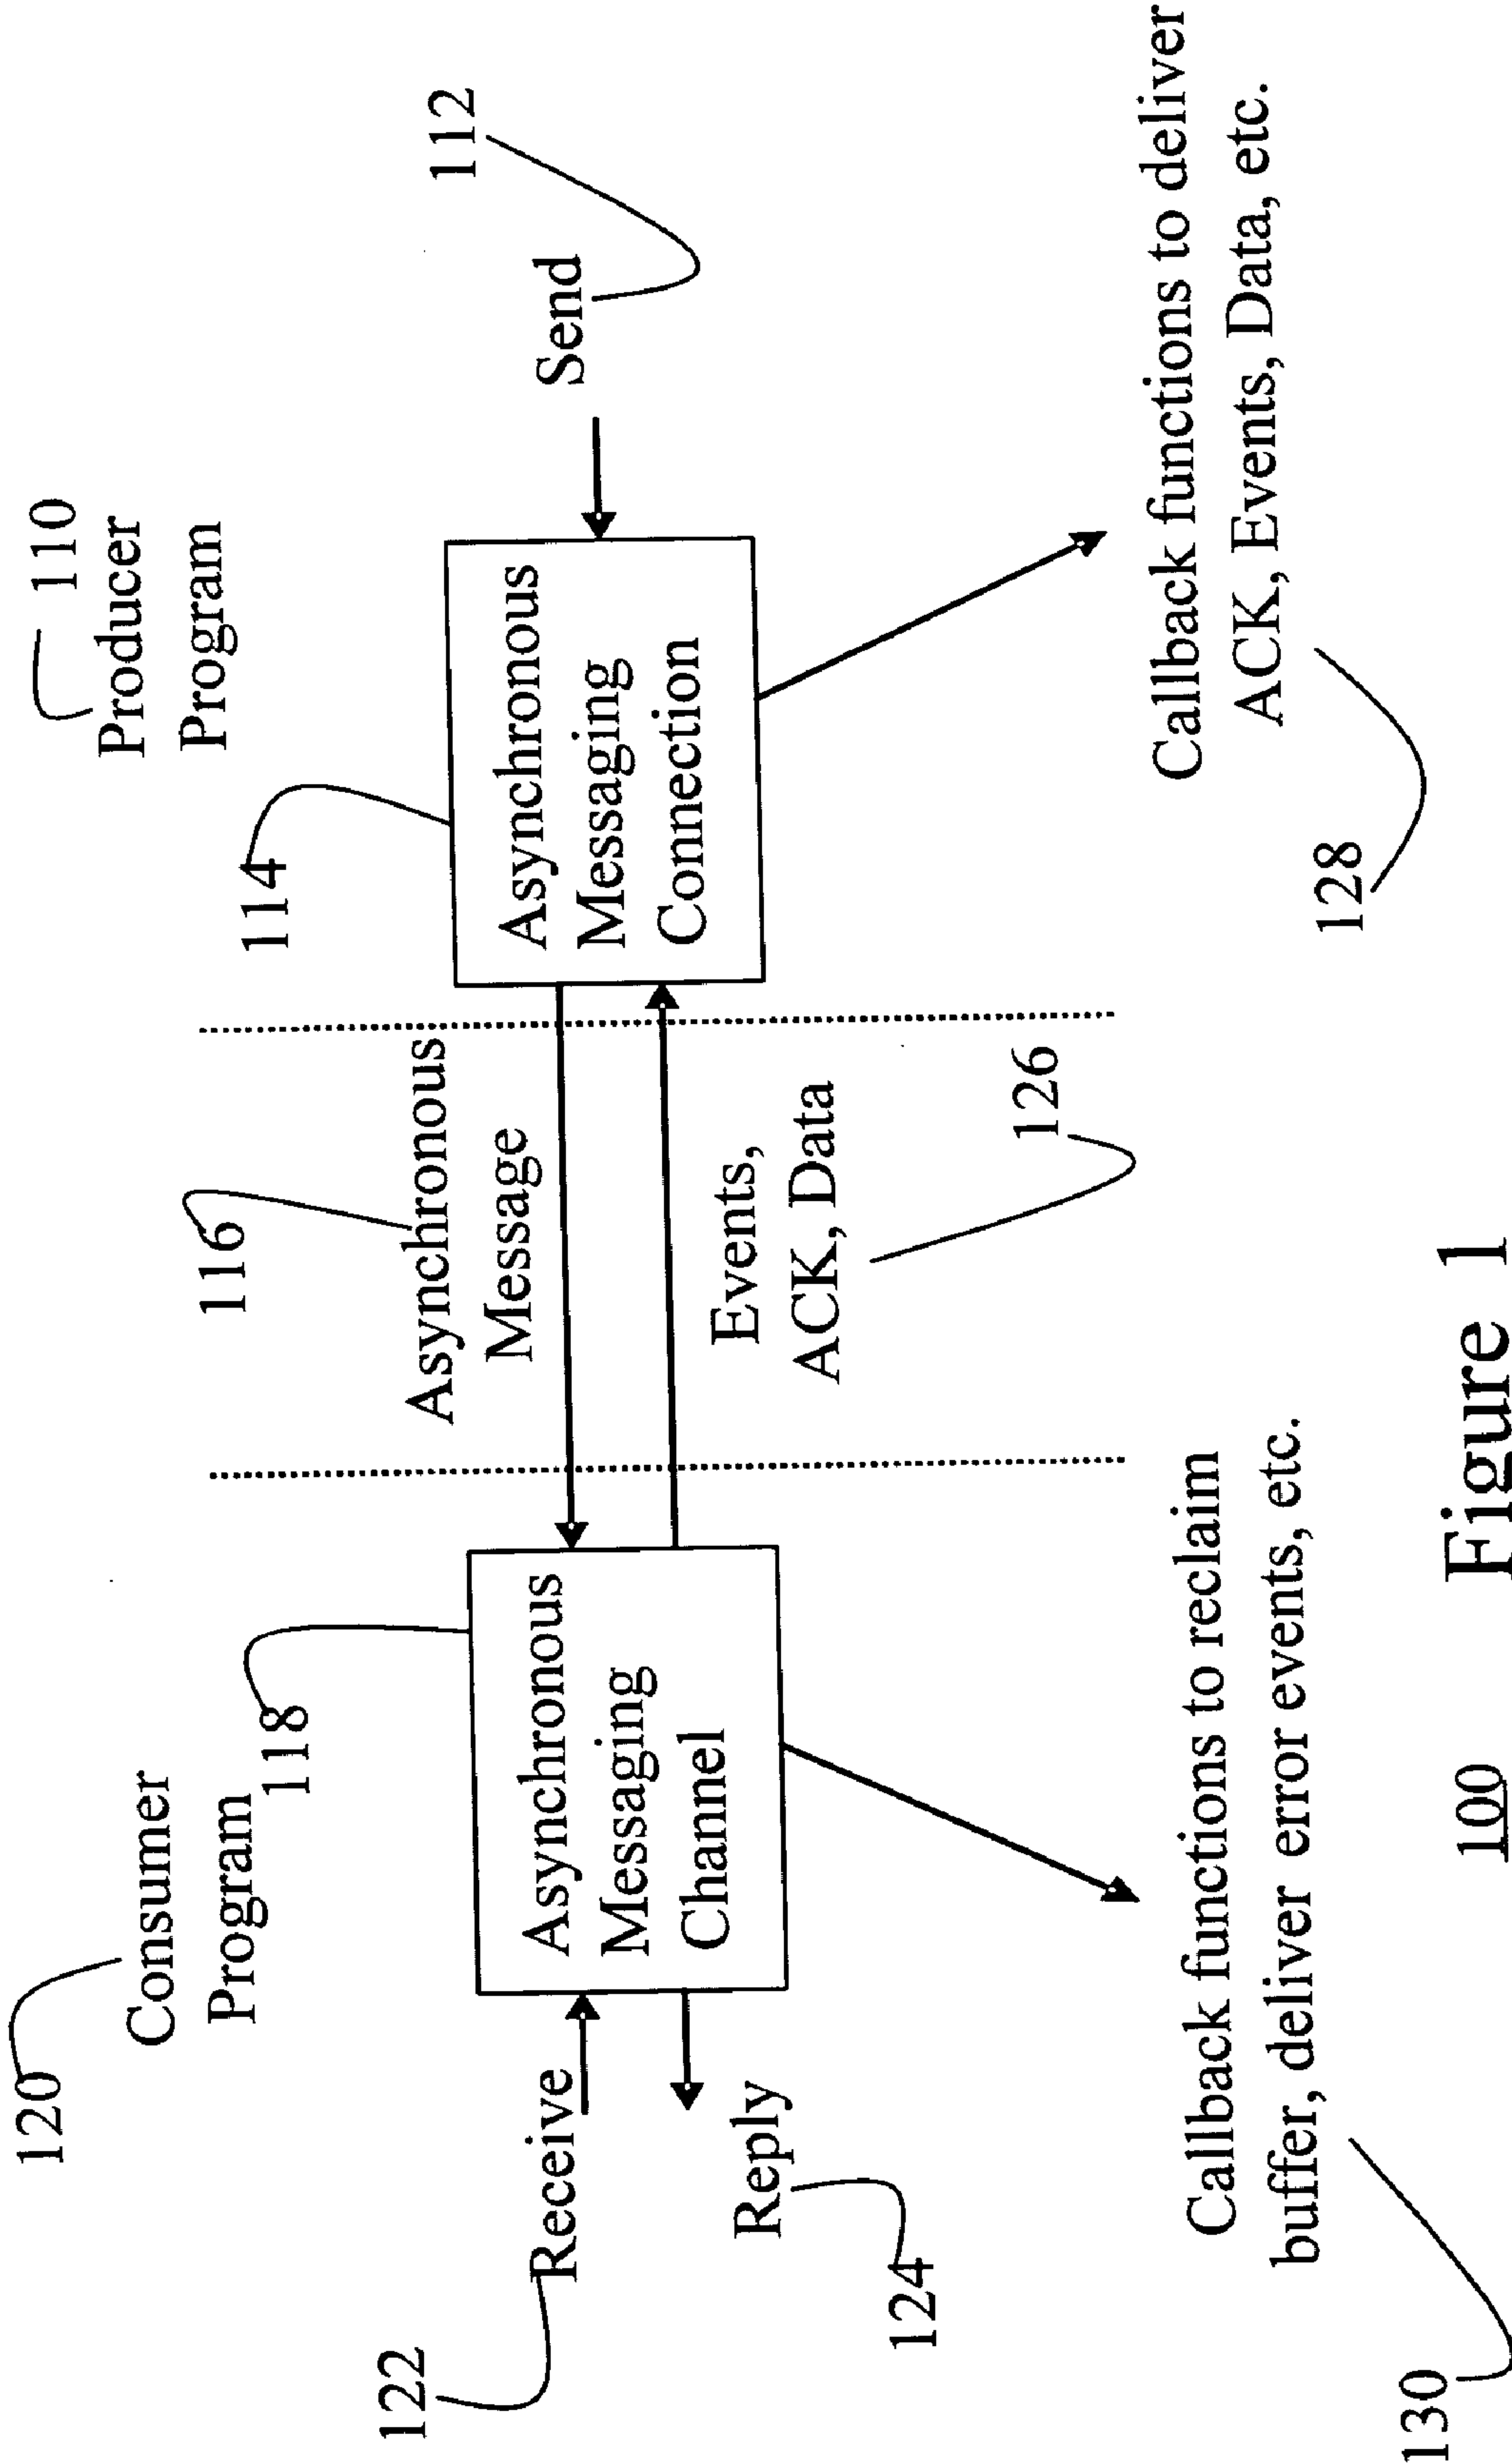 120
Consumer
Program
118
110
Producer
Program
114
116
Asynchronous
Message
122
Receive
Asynchronous
Messaging
Channel
Reply
124
Events,
ACK, Data
126
Asynchronous
Messaging
Connection
Send
112
Callback functions to reclaim
buffer, deliver error events, etc.
130
Callback functions to deliver
ACK, Events, Data, etc.
128
100
Figure 1